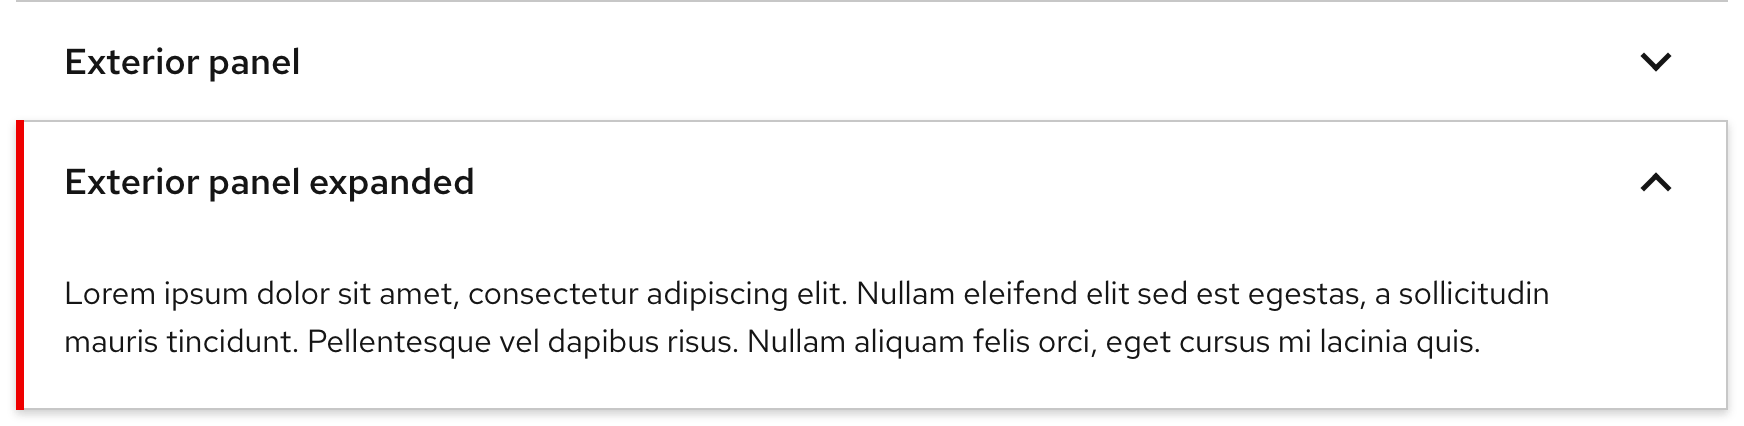 Exterior panel
Exterior panel expanded
Lorem ipsum dolor sit amet, consectetur adipiscing elit. Nullam eleifend elit sed est egestas, a sollicitudin
mauris tincidunt. Pellentesque vel dapibus risus. Nullam aliquam felis orci, eget cursus mi lacinia quis.